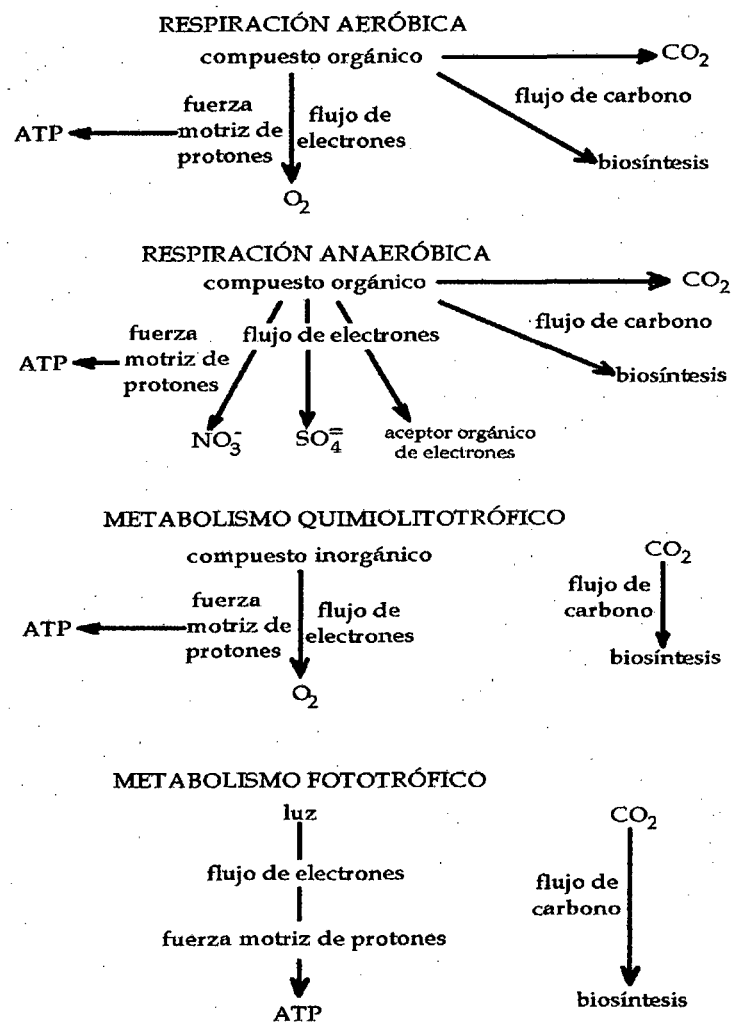 RESPIRACIÓN AERÓBICA
compuesto orgánico
CO2
flujo de carbono
biosíntesis
fuerza
motriz de
protones
ATP
flujo de
electrones
O2
RESPIRACIÓN ANAERÓBICA
compuesto orgánico
CO2
flujo de carbono
biosíntesis
fuerza
motriz de
protones
ATP
flujo de electrones
NO3-
SO4=
aceptor orgánico
de electrones
METABOLISMO QUIMIOLITOTRÓFICO
compuesto inorgánico
fuerza
motriz de
protones
ATP
flujo de
electrones
O2
CO2
flujo de
carbono
biosíntesis
METABOLISMO FOTOTRÓFICO
luz
flujo de electrones
fuerza motriz de protones
ATP
CO2
flujo de
carbono
biosíntesis